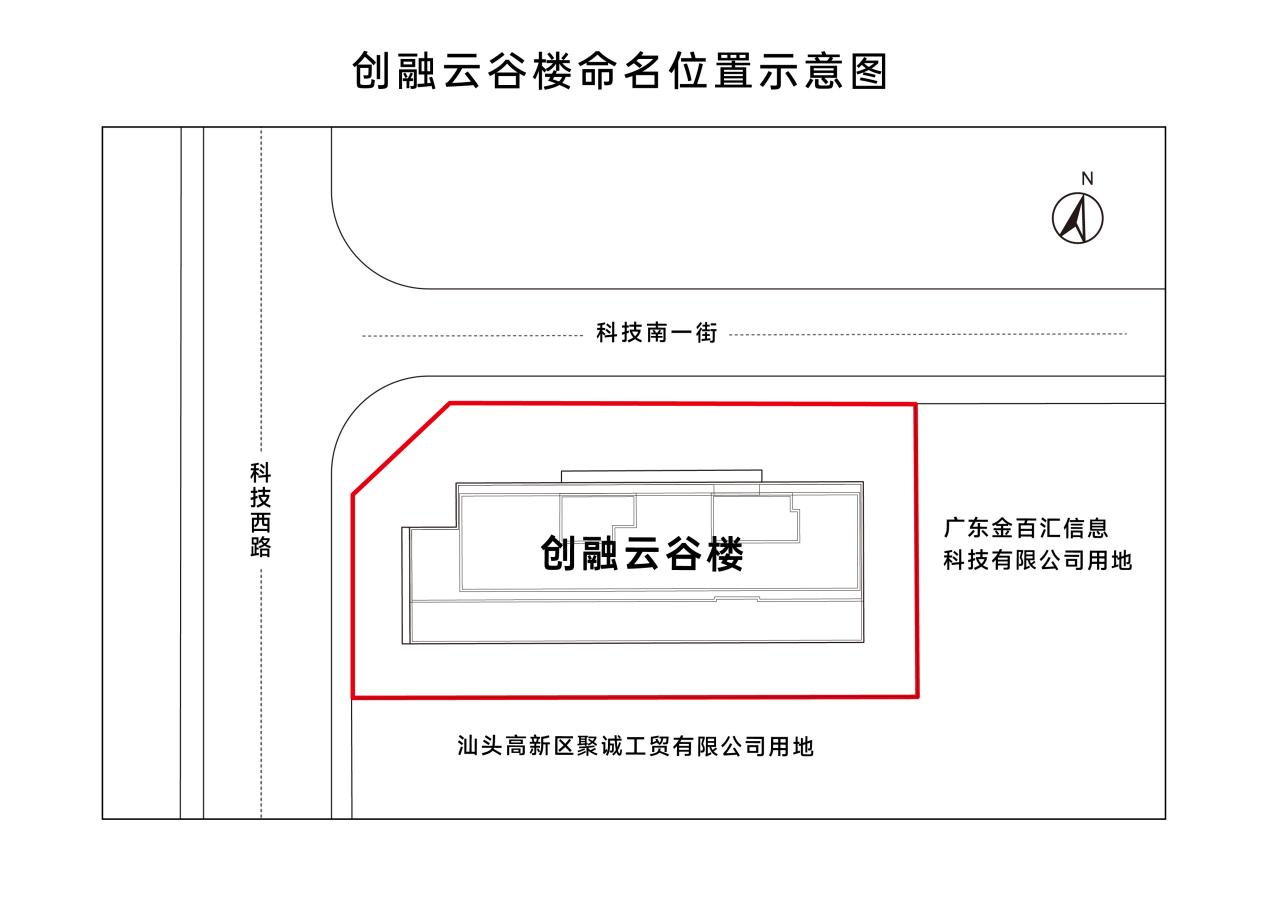 创融云谷楼命名位置示意图
N
科技南一街
科技西路
创融云谷楼
广东金百汇信息
科技有限公司用地
汕头高新区聚诚工贸有限公司用地